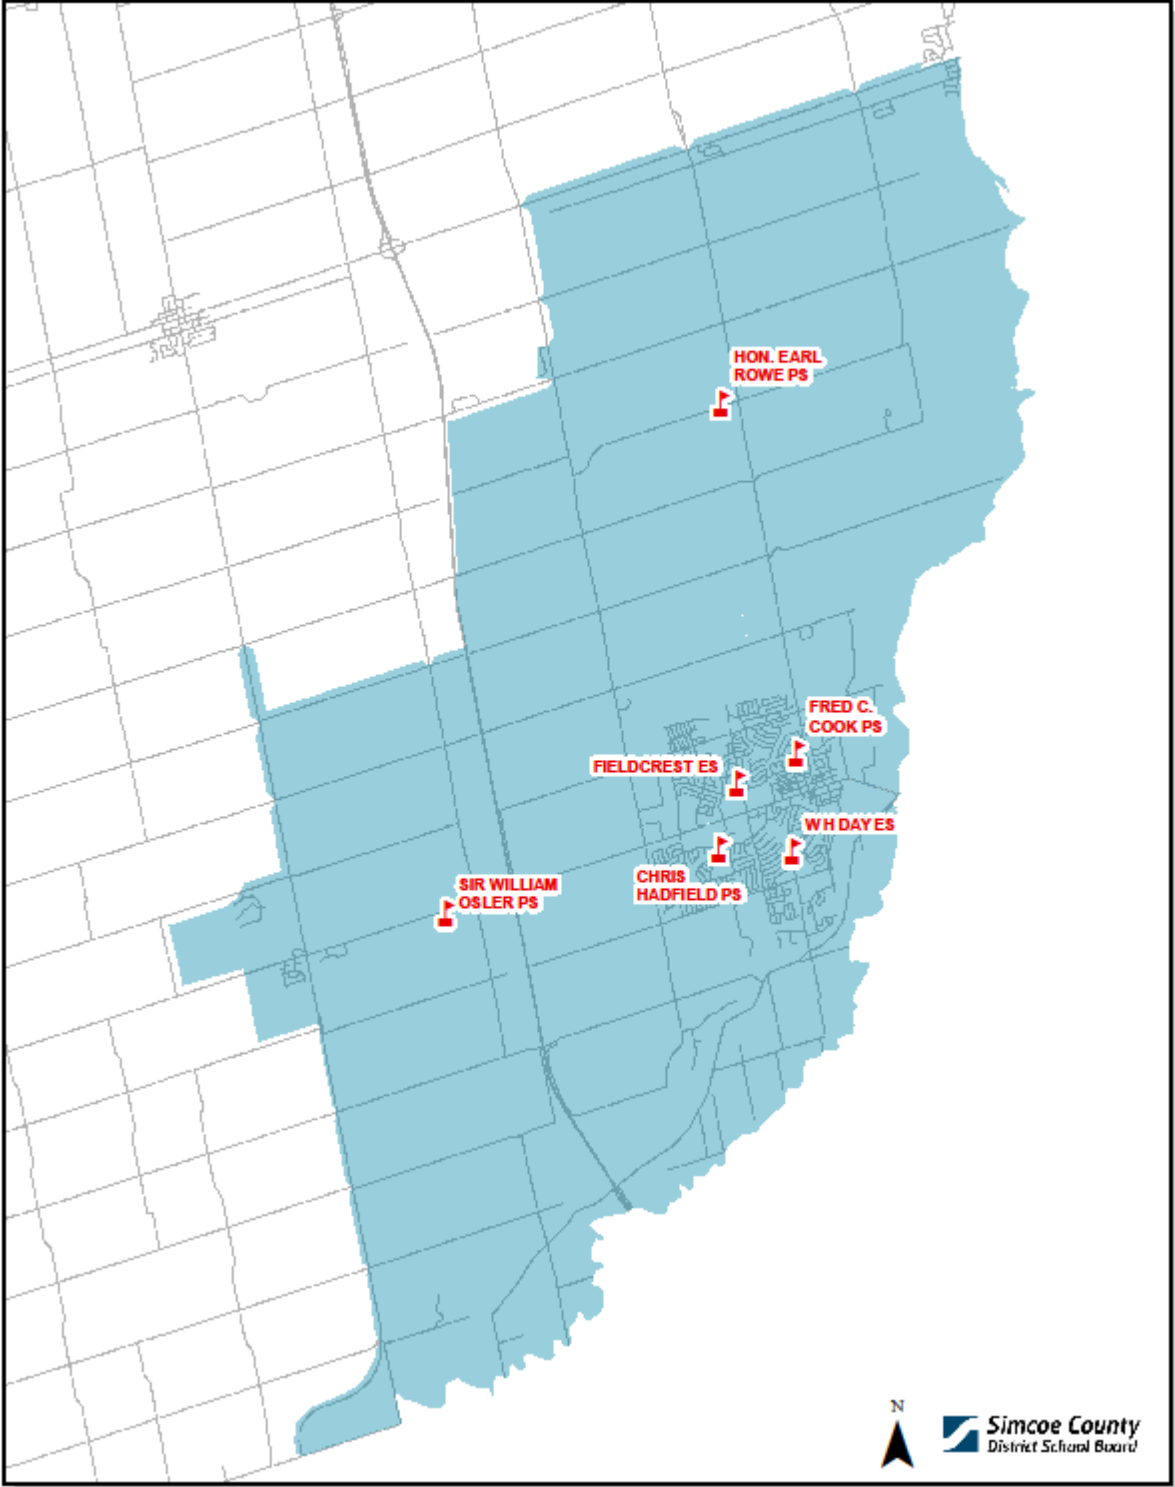 HON. EARL
ROWE PS
FRED C.
COOK PS
FIELDCREST ES
W H DAY ES
CHRIS
HADFIELD PS
SIR WILLIAM
OSLER PS
N
Simcoe County
District School Board